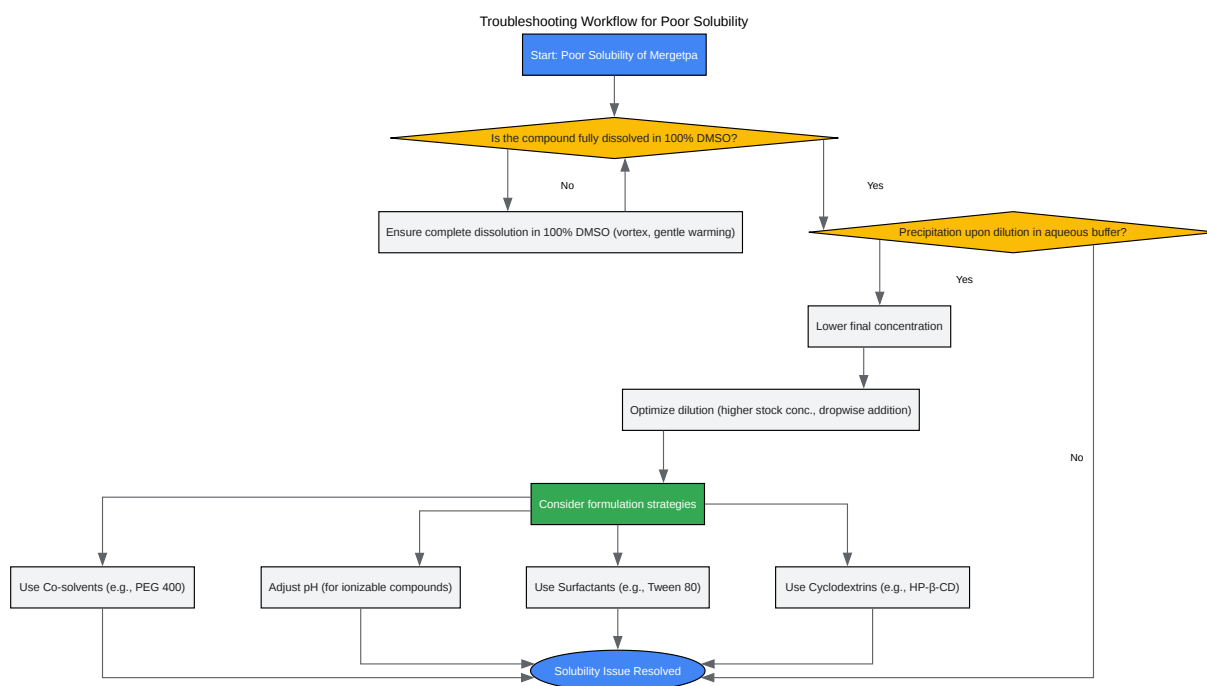 Troubleshooting Workflow for Poor Solubility
Start: Poor Solubility of Mergetpa
Is the compound fully dissolved in 100% DMSO?
No
Yes
Ensure complete dissolution in 100% DMSO (vortex, gentle warming)
Precipitation upon dilution in aqueous buffer?
Yes
Lower final concentration
Optimize dilution (higher stock conc., dropwise addition)
No
Consider formulation strategies
Use Co-solvents (e.g., PEG 400)
Adjust pH (for ionizable compounds)
Use Surfactants (e.g., Tween 80)
Use Cyclodextrins (e.g., HP-β-CD)
Solubility Issue Resolved